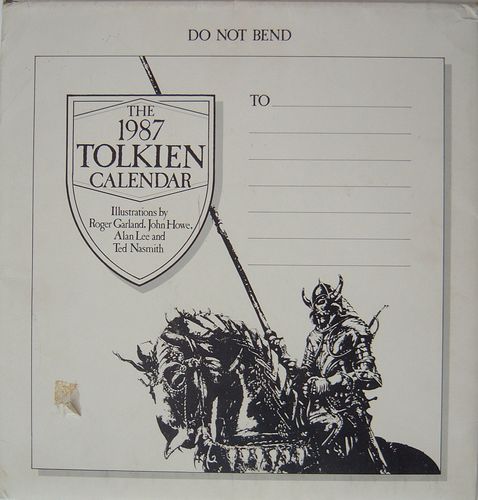 DO NOT BEND
THE
1987
TOLKIEN
CALENDAR
Illustrations by
Roger Garland, John Howe,
Alan Lee and
Ted Nasmith
TO